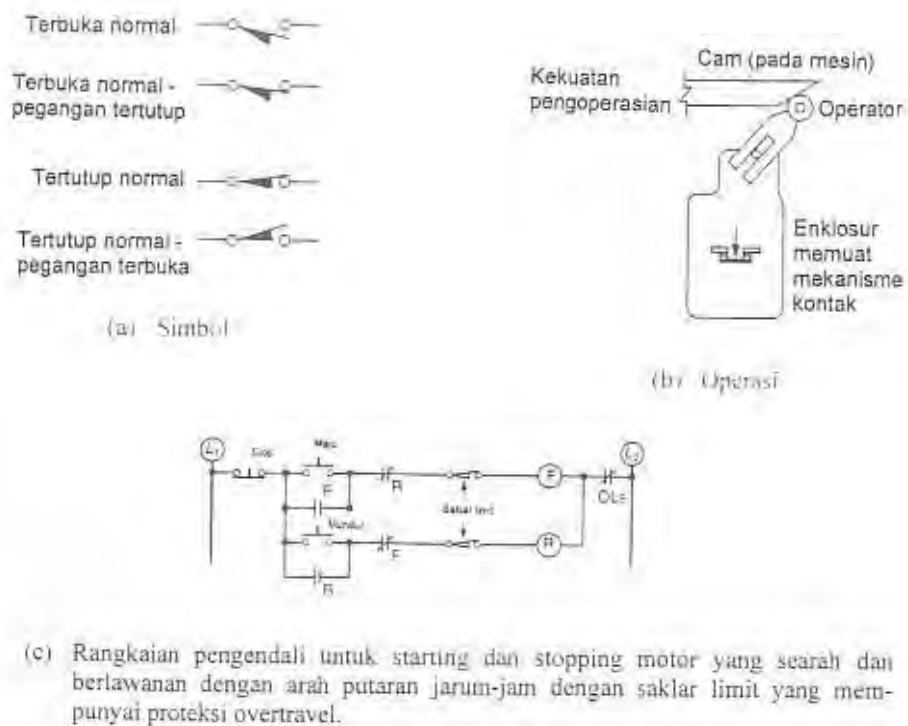 Terbuka normal
Terbuka normal -
pegangan tertutup
Tertutup normal
Tertutup normal -
pegangan terbuka
(a) Simbol
Cam (pada mesin)
Kekuatan
pengoperasian
Operator
Enklosur
memuat
mekanisme
kontak
(b) Operasi
L1
Stop
Maju
F
R
F
OLs
L2
Mundur
R
F
R
(c) Rangkaian pengendali untuk starting dan stopping motor yang searah dan
berlawanan dengan arah putaran jarum-jam dengan saklar limit yang mem-
punyai proteksi overtravel.